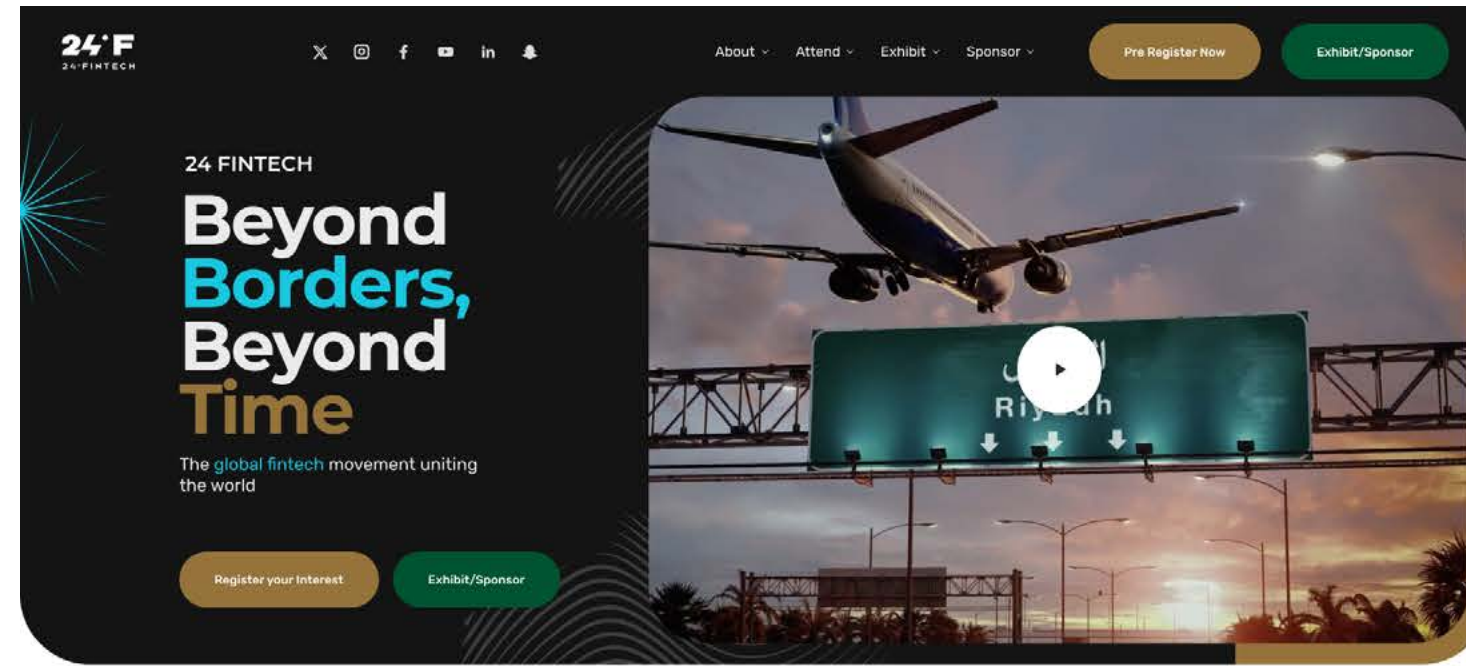 24 F
24 FINTECH
About
Attend
Exhibit
Sponsor
Pre Register Now
Exhibit/Sponsor
24 FINTECH
Beyond
Borders,
Beyond
Time
The global fintech movement uniting
the world
Register your Interest
Exhibit/Sponsor